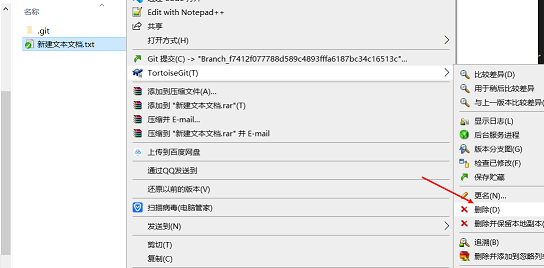 名称
.git
新建文本文档.txt
Edit with Notepad++
共享
打开方式(H)
Git 提交(C) -> "Branch_f7412f077788d589c4893fffa6187bc34c16513c"...
TortoiseGit(T)
添加到压缩文件(A)...
添加到 "新建文本文档.rar"(T)
压缩并 E-mail...
压缩到 "新建文本文档.rar" 并 E-mail
上传到百度网盘
通过QQ发送到
还原以前的版本(V)
扫描病毒(电脑管家)
发送到(N)
剪切(T)
复制(C)
比较差异(D)
用于稍后比较差异
与上一版本比较差异(
显示日志(L)
后台服务进程
版本分支图(G)
检查已修改(F)
保存贮藏
更名(N)...
删除(D)
删除并保留本地副本(
追溯(B)
删除并添加到忽略列